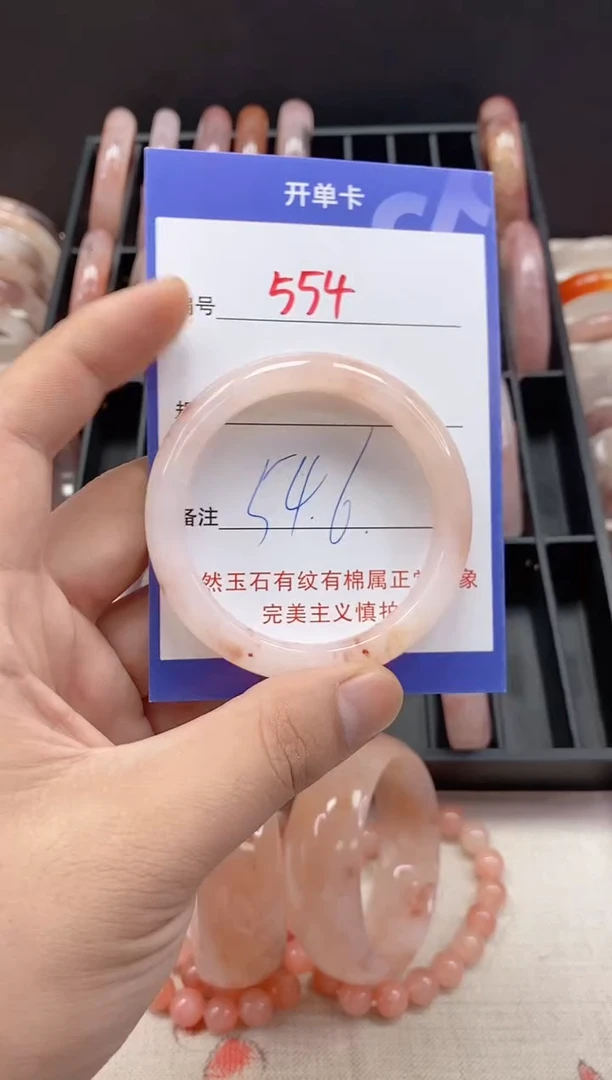 开单卡
号 554
备注 54.6.
然玉石有纹有棉属正常 象
完美主义慎拍